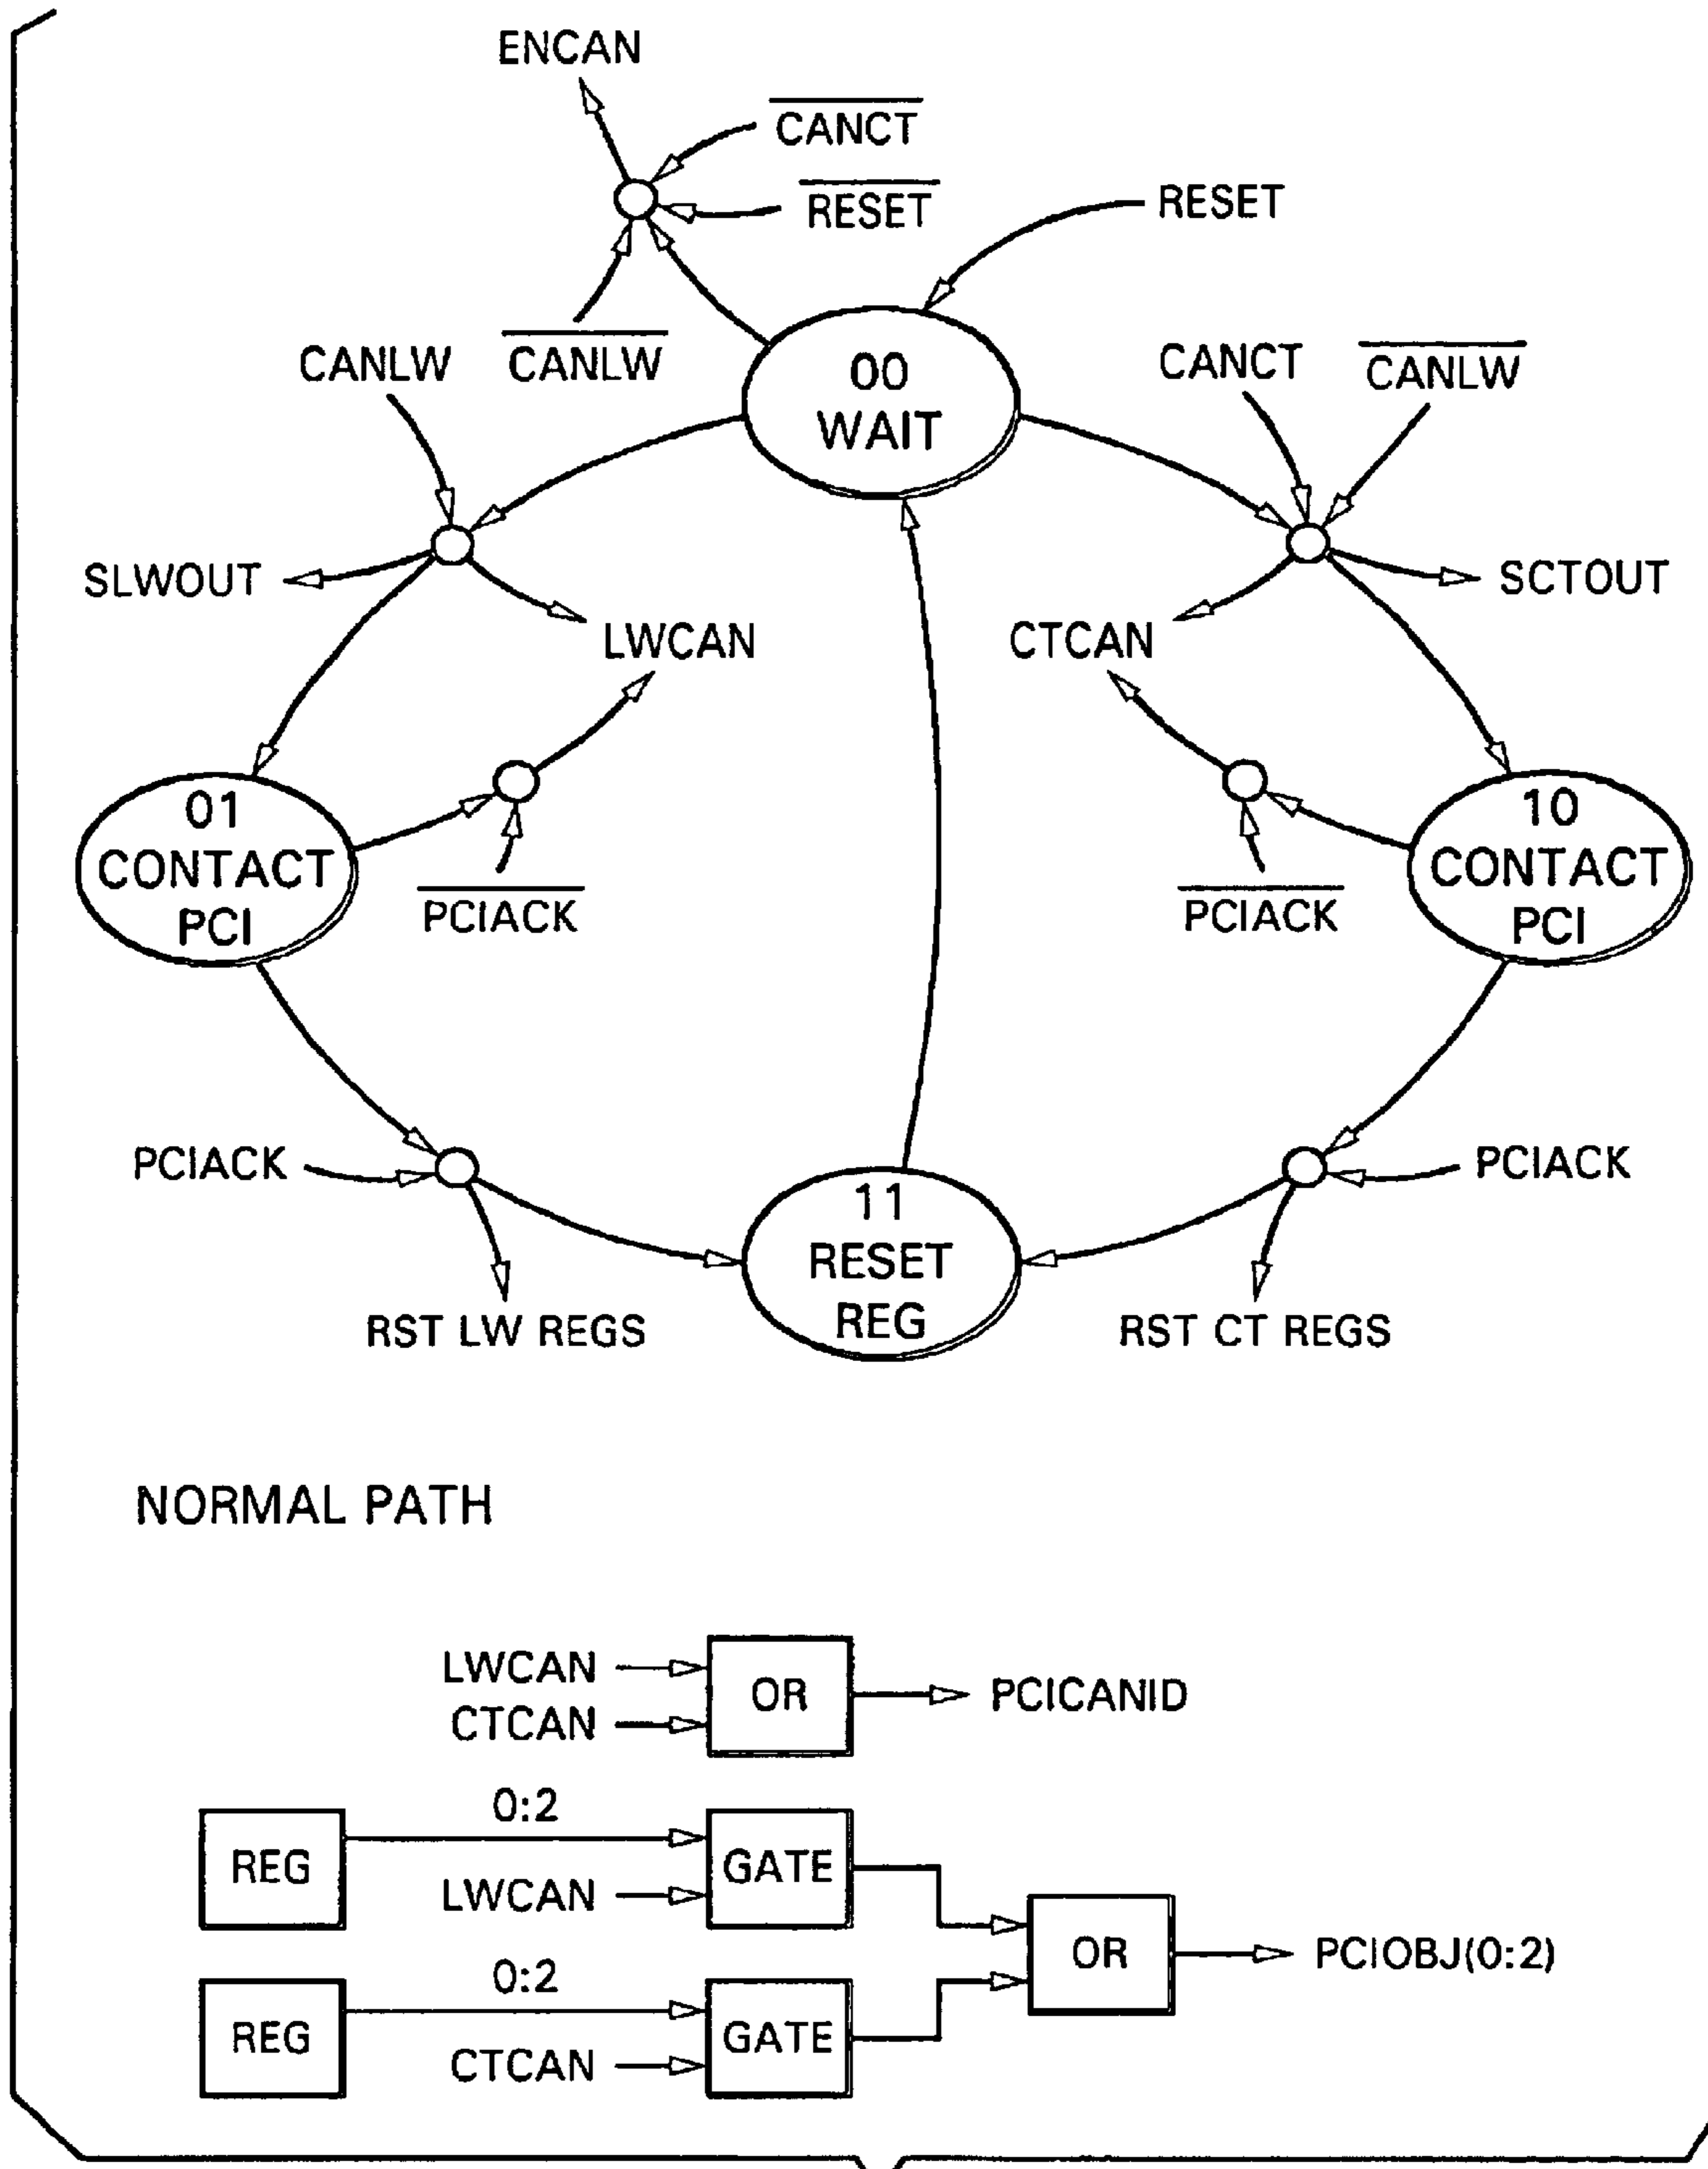 ENCAN
CANCT
RESET
RESET
CANLW
CANLW
CANCT
CANLW
00
WAIT
SLWOUT
SCTOUT
LWCAN
CTCAN
01
CONTACT
PCI
PCIACK
PCIACK
10
CONTACT
PCI
PCIACK
PCIACK
11
RESET
REG
RST LW REGS
RST CT REGS
NORMAL PATH
LWCAN
CTCAN
OR
PCICANID
REG
0:2
LWCAN
GATE
REG
0:2
CTCAN
GATE
OR
PCIOBJ(0:2)